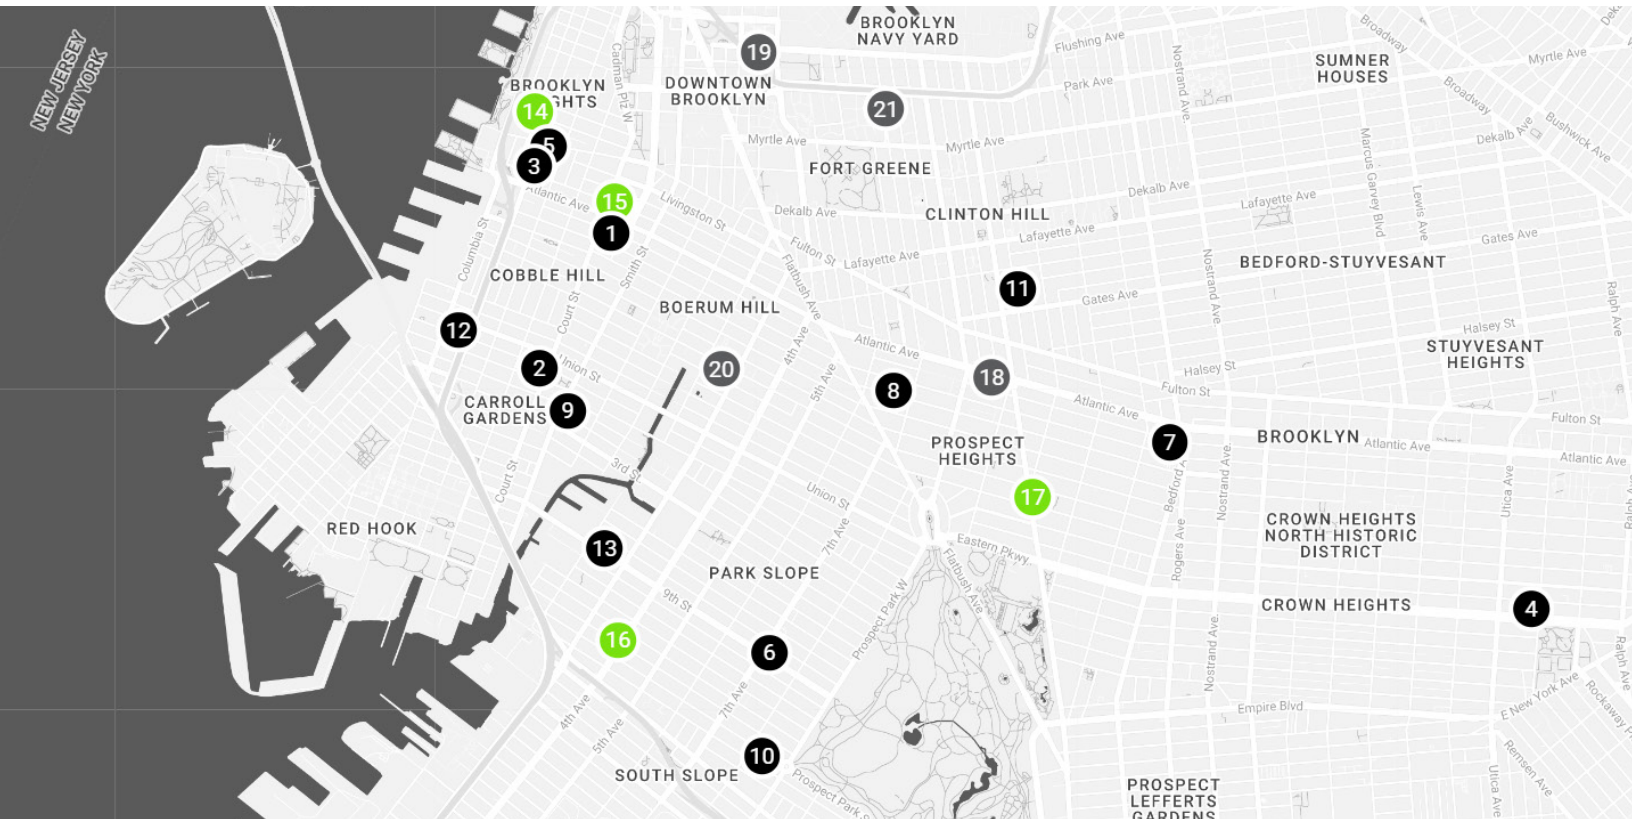 NEW JERSEY
NEW YORK
BROOKLYN
NAVY YARD
Flushing Ave
Broadway
SUMNER
HOUSES
Myrtle Ave
19
BROOKLYN
Cadman Plz W
DOWNTOWN
BROOKLYN
Park Ave
Nostrand Ave.
Broadway
14
21
Bushwick Ave
5
3
Myrtle Ave
Myrtle Ave
Dekalb Ave
FORT GREENE
Marcus Garvey Blvd
Lewis Ave
Atlantic Ave
15
Livingston St
Dekalb Ave
Dekalb Ave
Lafayette Ave
CLINTON HILL
1
Lafayette Ave
Gates Ave
Columbia St
Smith St
Fulton St
Lafayette Ave
BEDFORD-STUYVESANT
COBBLE HILL
Flatbush Ave
11
Gates Ave
Nostrand Ave
Ralph Ave
Court St
BOERUM HILL
12
4th Ave
Atlantic Ave
Halsey St
STUYVESANT
HEIGHTS
2
Union St
20
5th Ave
8
18
Halsey St
Fulton St
CARROLL
GARDENS
9
Atlantic Ave
Fulton St
7
BROOKLYN
Atlantic Ave
Atlantic Ave
PROSPECT
HEIGHTS
3rd
Court St
Union St
17
Bedford
Nostrand Ave.
Utica Ave
RED HOOK
CROWN HEIGHTS
NORTH HISTORIC
DISTRICT
13
7th Ave
Eastern Pkwy
Rogers Ave
PARK SLOPE
Flatbush Ave
9th St
Prospect Park W
CROWN HEIGHTS
4
16
6
Nostrand Ave.
Ralph Ave
7th Ave
4th Ave
5th Ave
Empire Blvd
E New York Ave
Rockaway
10
SOUTH SLOPE
Prospect Park S
Remsen Ave
Utica Ave
PROSPECT
LEFFERTS
GARDENS